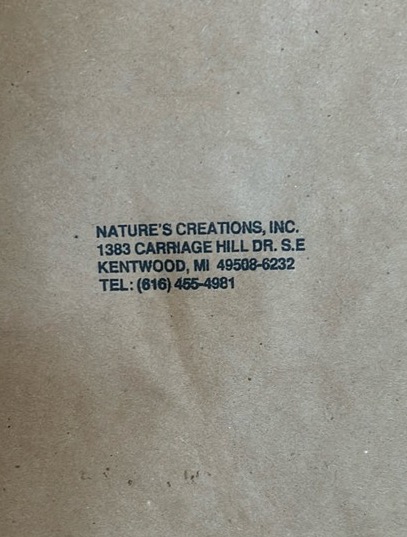 NATURE'S CREATIONS, INC.
1383 CARRIAGE HILL DR. S.E
KENTWOOD, MI 49508-6232
TEL: (616) 455-4981